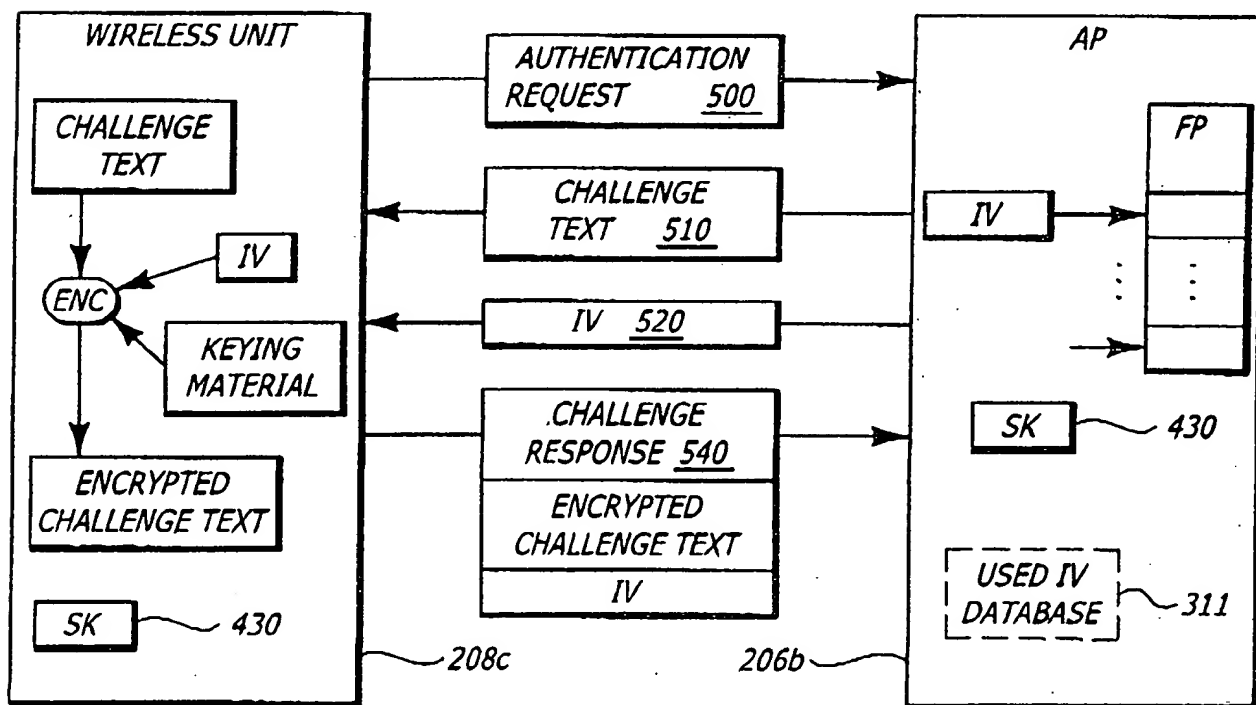 WIRELESS UNIT
CHALLENGE
TEXT
IV
ENC
KEYING
MATERIAL
ENCRYPTED
CHALLENGE TEXT
SK
430
208c
AUTHENTICATION
REQUEST 500
CHALLENGE
TEXT 510
IV 520
.CHALLENGE
RESPONSE 540
ENCRYPTED
CHALLENGE TEXT
IV
AP
FP
IV
SK
430
USED IV
DATABASE
311
206b